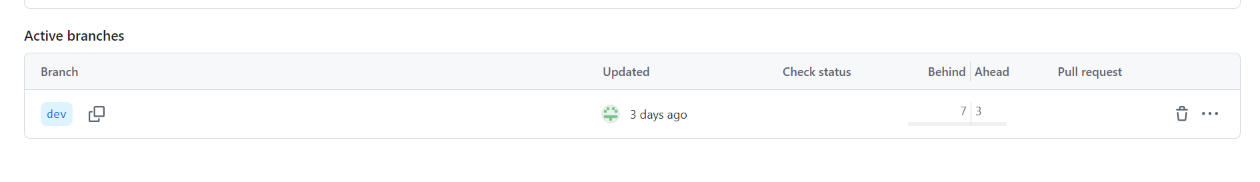 Active branches
Branch Updated Check status Behind Ahead Pull request
dev 3 days ago 7 3